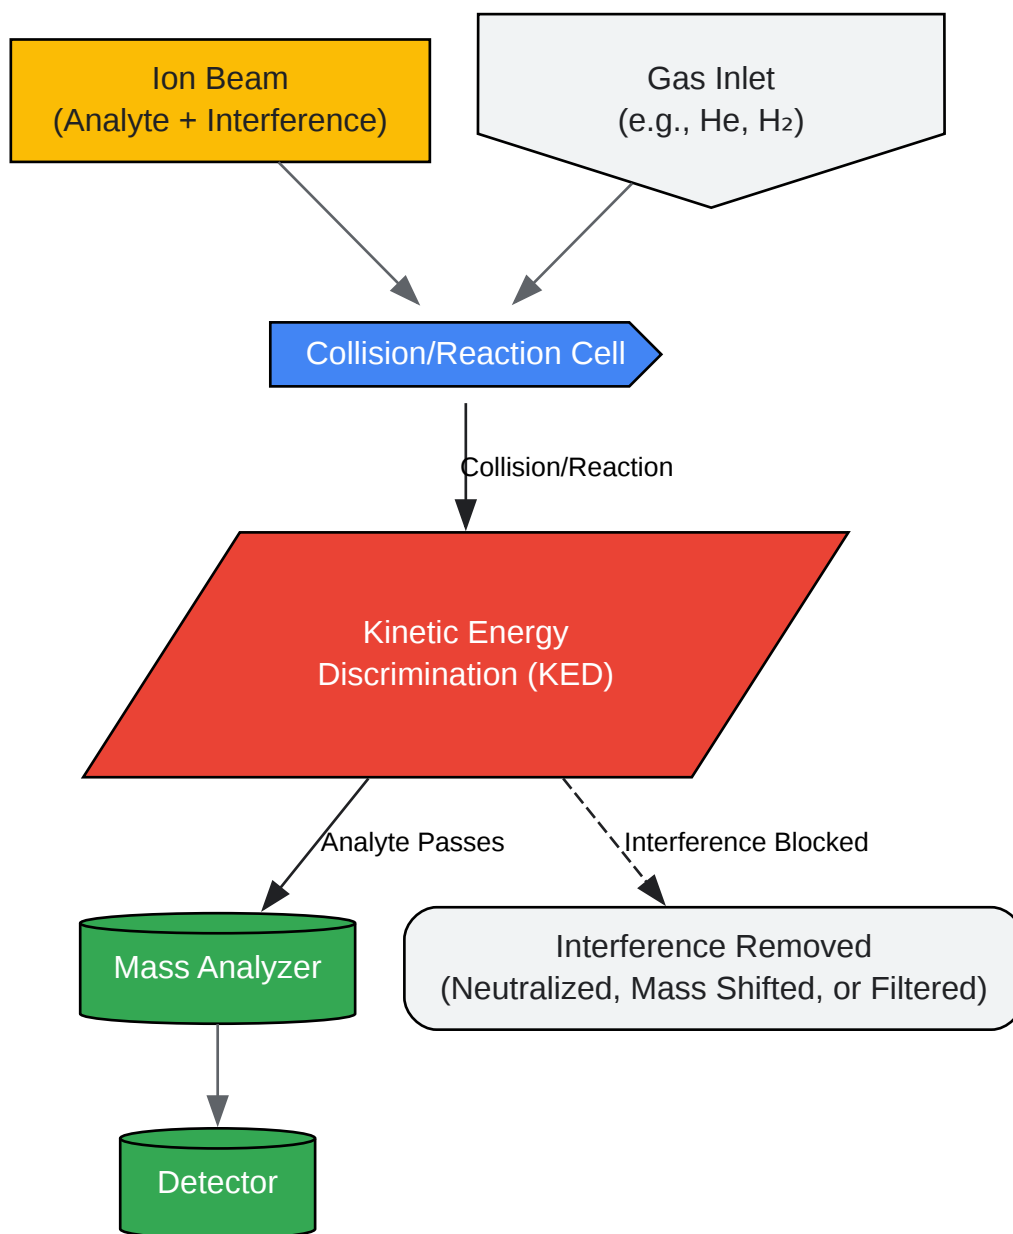 Ion Beam
(Analyte + Interference)
Gas Inlet
(e.g., He, H₂)
Collision/Reaction Cell
Collision/Reaction
Kinetic Energy
Discrimination (KED)
Analyte Passes
Interference Blocked
Mass Analyzer
Interference Removed
(Neutralized, Mass Shifted, or Filtered)
Detector